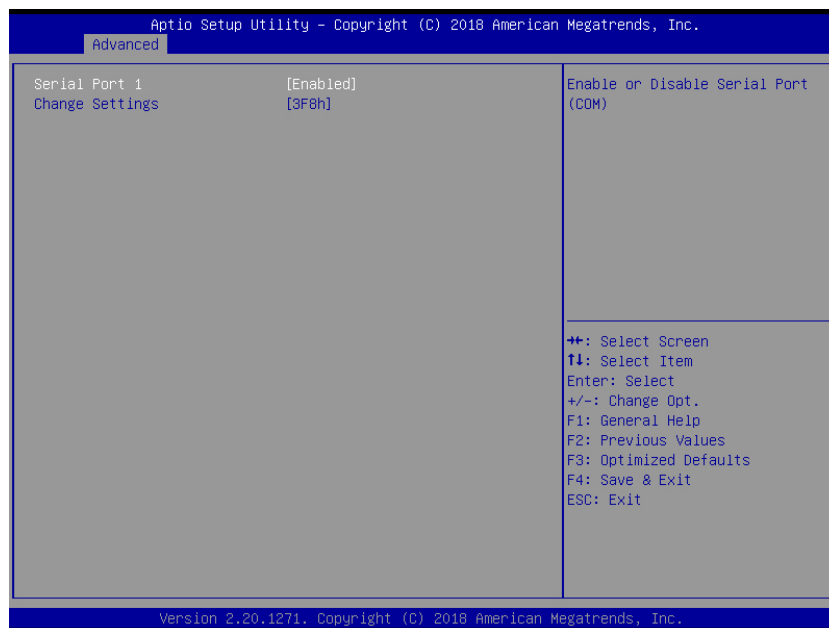 Aptio Setup Utility – Copyright (C) 2018 American Megatrends, Inc.
Advanced
Serial Port 1 [Enabled]
Change Settings [3F8h]
Enable or Disable Serial Port
(COM)
→←: Select Screen
↑↓: Select Item
Enter: Select
+/-: Change Opt.
F1: General Help
F2: Previous Values
F3: Optimized Defaults
F4: Save & Exit
ESC: Exit
Version 2.20.1271. Copyright (C) 2018 American Megatrends, Inc.